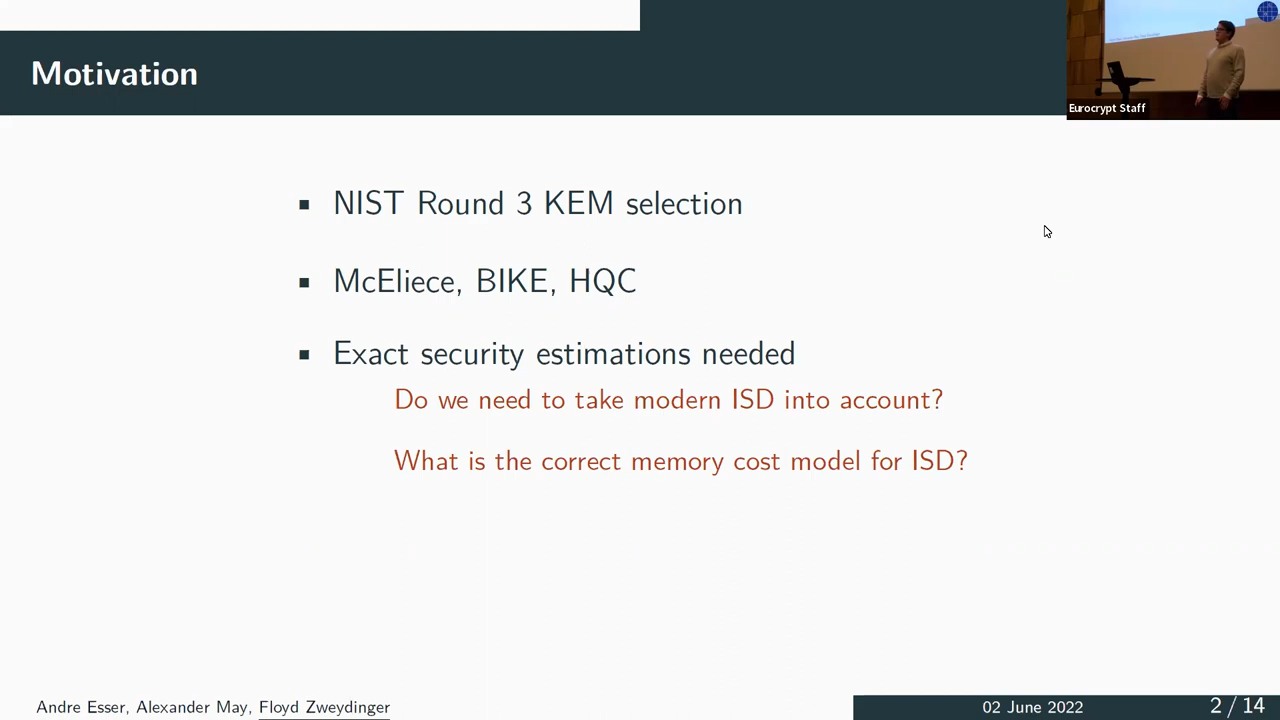 Motivation
Eurocrypt Staff
NIST Round 3 KEM selection
McEliece, BIKE, HQC
Exact security estimations needed
Do we need to take modern ISD into account?
What is the correct memory cost model for ISD?
Andre Esser, Alexander May, Floyd Zweydinger
02 June 2022
2 / 14